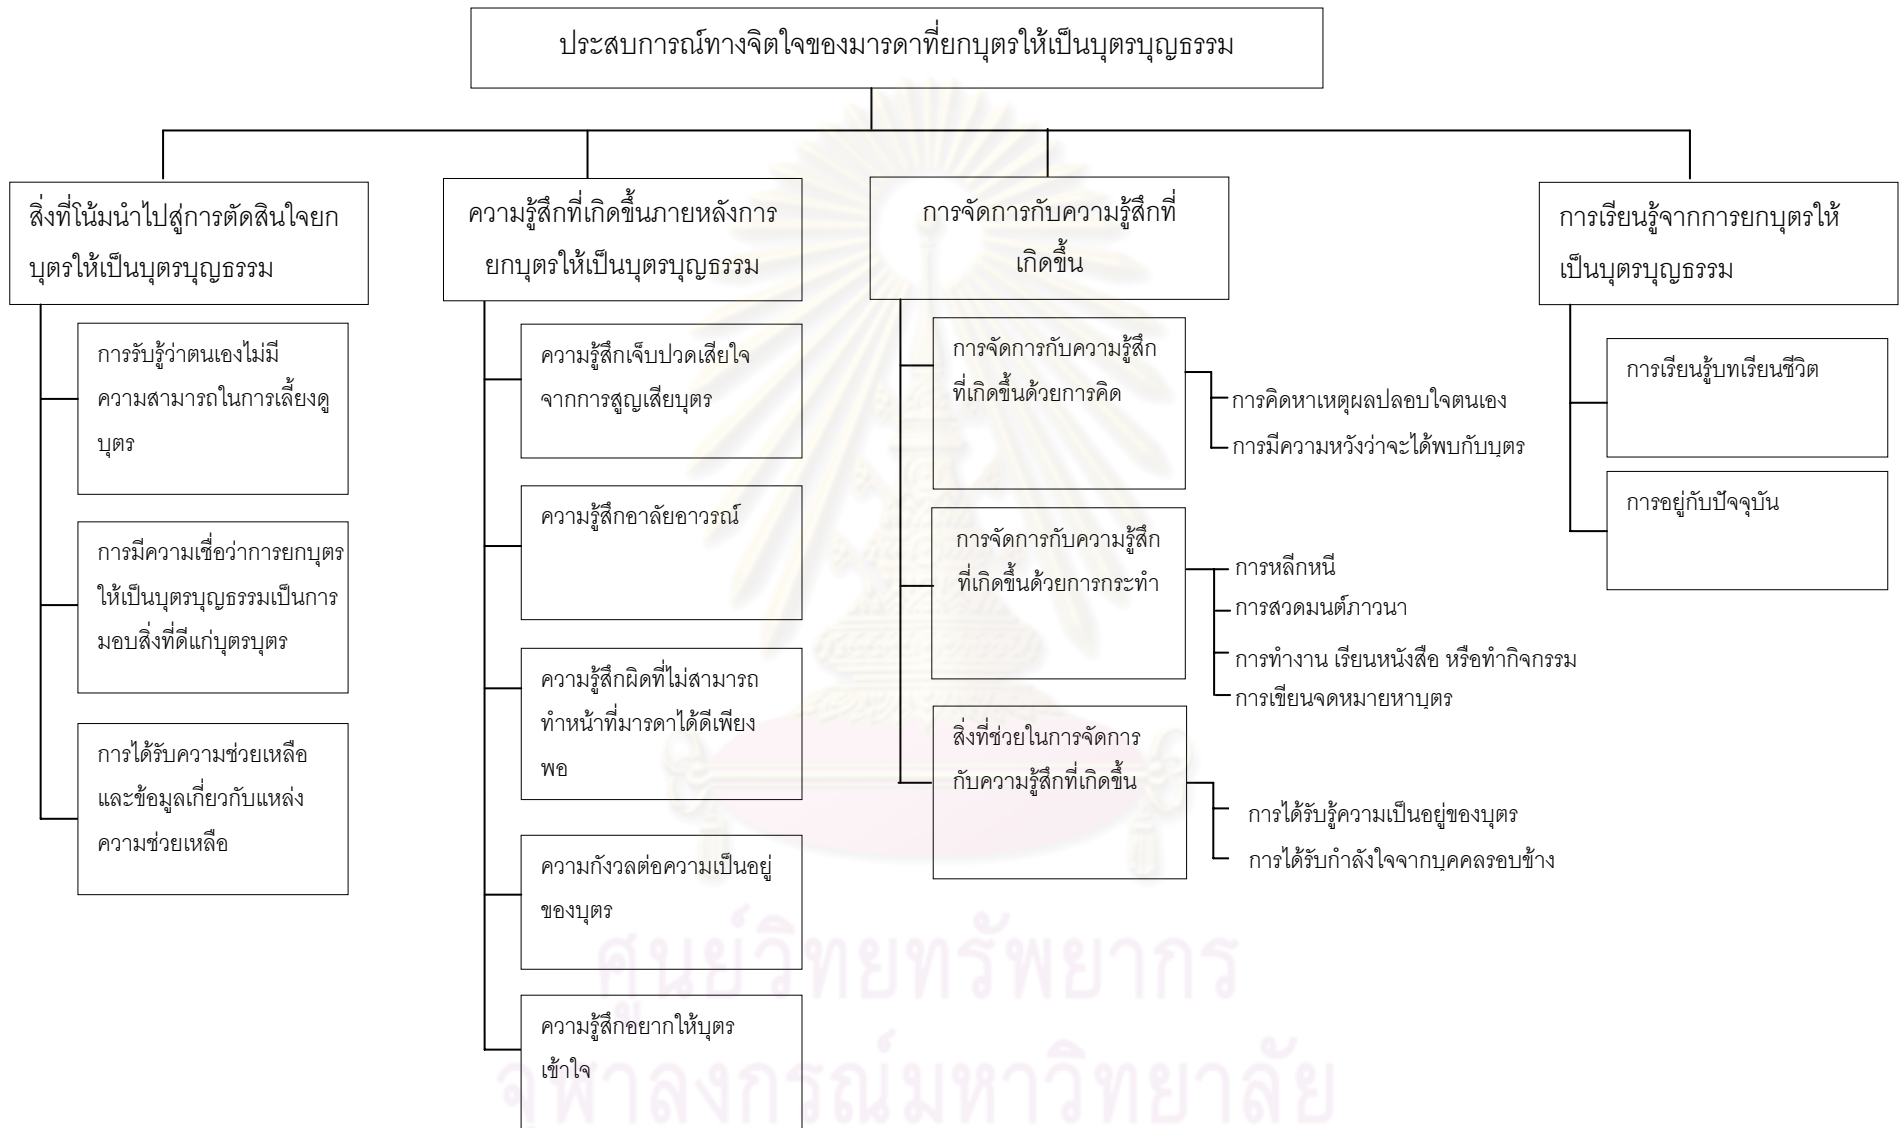 ประสบการณ์ทางจิตใจของมารดาที่ยกบุตรให้เป็นบุตรบุญธรรม
สิ่งที่โน้มนำไปสู่การตัดสินใจยก
บุตรให้เป็นบุตรบุญธรรม
การรับรู้ว่าตนเองไม่มี
ความสามารถในการเลี้ยงดู
บุตร
การมีความเชื่อว่าการยกบุตร
ให้เป็นบุตรบุญธรรมเป็นการ
มอบสิ่งที่ดีแก่บุตรบุตร
การได้รับความช่วยเหลือ
และข้อมูลเกี่ยวกับแหล่ง
ความช่วยเหลือ
ความรู้สึกที่เกิดขึ้นภายหลังการ
ยกบุตรให้เป็นบุตรบุญธรรม
ความรู้สึกเจ็บปวดเสียใจ
จากการสูญเสียบุตร
ความรู้สึกอาลัยอาวรณ์
ความรู้สึกผิดที่ไม่สามารถ
ทำหน้าที่มารดาได้ดีเพียง
พอ
ความกังวลต่อความเป็นอยู่
ของบุตร
ความรู้สึกอยากให้บุตร
เข้าใจ
การจัดการกับความรู้สึกที่
เกิดขึ้น
การจัดการกับความรู้สึก
ที่เกิดขึ้นด้วยการคิด
การคิดหาเหตุผลปลอบใจตนเอง
การมีความหวังว่าจะได้พบกับบุตร
การจัดการกับความรู้สึก
ที่เกิดขึ้นด้วยการกระทำ
การหลีกหนี
การสวดมนต์ภาวนา
การทำงาน เรียนหนังสือ หรือทำกิจกรรม
การเขียนจดหมายหาบุตร
สิ่งที่ช่วยในการจัดการ
กับความรู้สึกที่เกิดขึ้น
การได้รับรู้ความเป็นอยู่ของบุตร
การได้รับกำลังใจจากบุคคลรอบข้าง
การเรียนรู้จากการยกบุตรให้
เป็นบุตรบุญธรรม
การเรียนรู้บทเรียนชีวิต
การอยู่กับปัจจุบัน
ศูนย์วิทยทรัพยากร
จุฬาลงกรณ์มหาวิทยาลัย